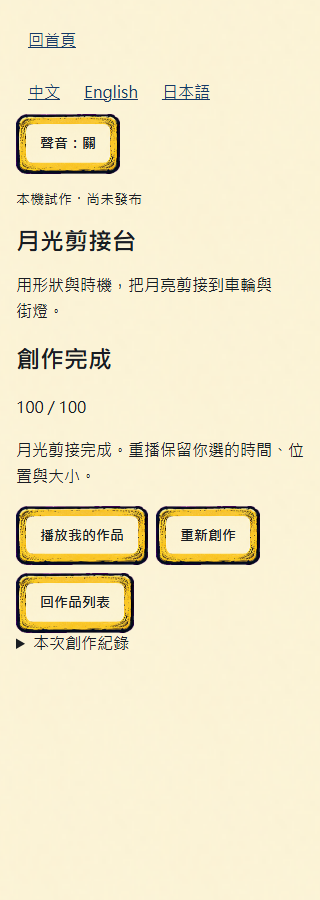 回首頁
中文 English 日本語
聲音：關
本機試作・尚未發布
月光剪接台
用形狀與時機，把月亮剪接到車輪與
街燈。
創作完成
100 / 100
月光剪接完成。重播保留你選的時間、位
置與大小。
播放我的作品 重新創作
回作品列表
▶ 本次創作紀錄